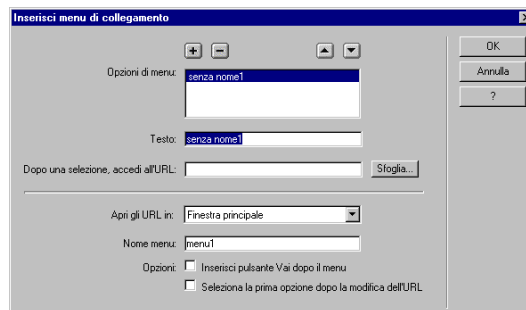 Inserisci menu di collegamento
OK
Opzioni di menu: senza nome1
Annulla
?
Testo: senza nome1
Dopo una selezione, accedi all'URL: Sfoglia...
Apri gli URL in: Finestra principale
Nome menu: menu1
Opzioni: Inserisci pulsante Vai dopo il menu
Seleziona la prima opzione dopo la modifica dell'URL